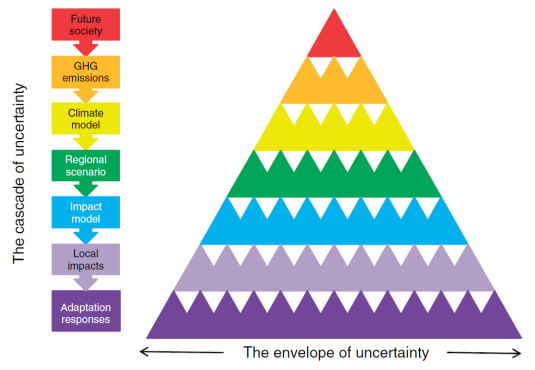 Future
society
GHG
emissions
Climate
model
Regional
scenario
Impact
model
Local
impacts
Adaptation
responses
The cascade of uncertainty
The envelope of uncertainty